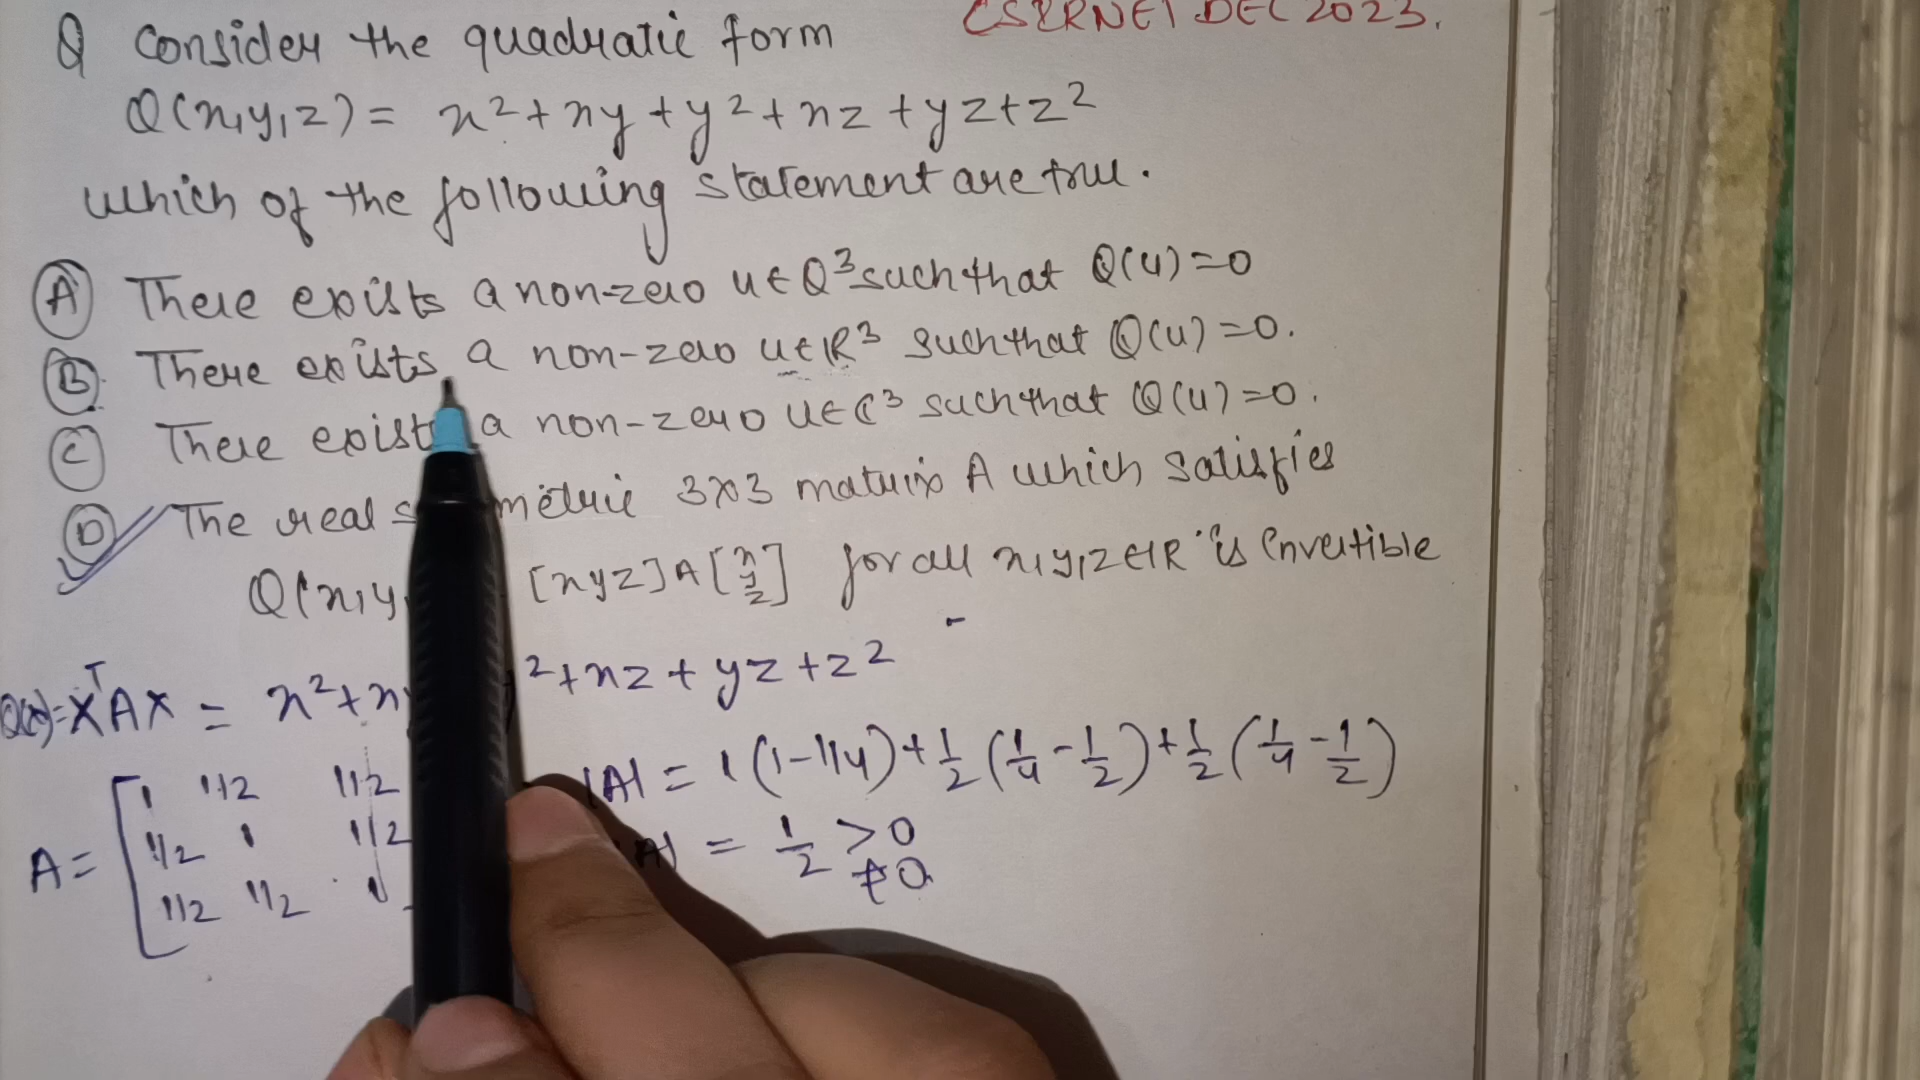 CSIRNET DEC 2023.
Q Consider the quadratic form
Q(x,y,z) = x²+xy+y²+xz+yz+z²
which of the following statement are true.
(A) There exists a non-zero u∈Q³ such that Q(u)=0
(B) There exists a non-zero u∈R³ such that Q(u)=0.
(C) There exist a non-zero u∈C³ such that Q(u)=0.
(D) The real metric 3x3 matrix A which satisfies
Q(x,y [xyz]A[x y z] for all x,y,z∈R is invertible
Q(x)=XᵀAX = x²+x ²+xz+yz+z²
A= [1 1/2 1/2
1/2 1 1/2
1/2 1/2 1
|A| = 1(1-1/4)+1/2(1/4-1/2)+1/2(1/4-1/2)
= 1/2 >0
≠0